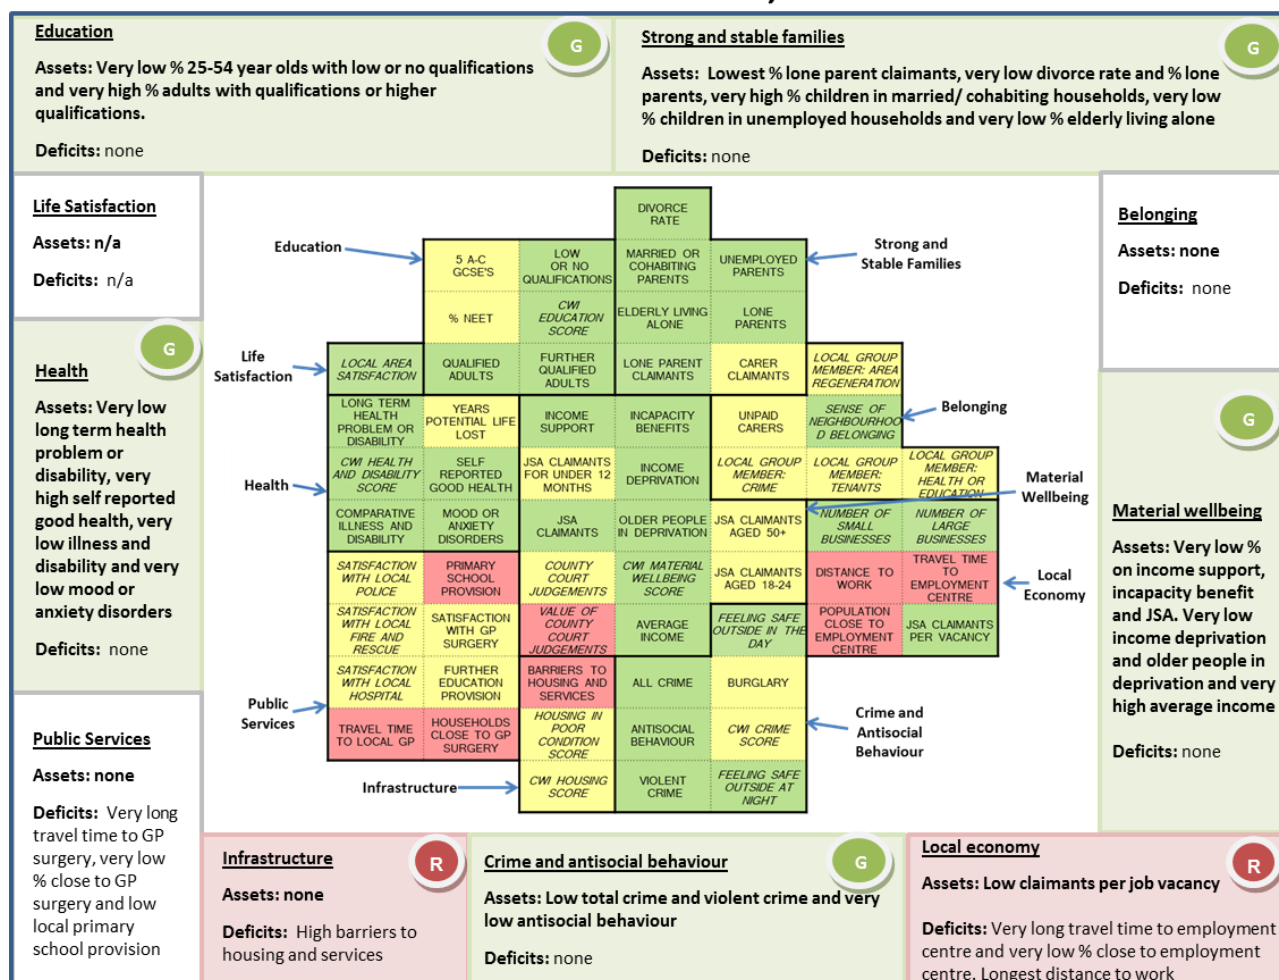 Education
G
Assets: Very low % 25-54 year olds with low or no qualifications
and very high % adults with qualifications or higher
qualifications.
Deficits: none
Strong and stable families
G
Assets: Lowest % lone parent claimants, very low divorce rate and % lone
parents, very high % children in married/ cohabiting households, very low
% children in unemployed households and very low % elderly living alone
Deficits: none
Life Satisfaction
Assets: n/a
Deficits: n/a
Belonging
Assets: none
Deficits: none
Health
G
Assets: Very low
long term health
problem or
disability, very
high self reported
good health, very
low illness and
disability and very
low mood or
anxiety disorders
Deficits: none
G
Material wellbeing
Assets: Very low %
on income support,
incapacity benefit
and JSA. Very low
income deprivation
and older people in
deprivation and very
high average income
Deficits: none
Public Services
Assets: none
Deficits: Very long
travel time to GP
surgery, very low
% close to GP
surgery and low
local primary
school provision
Education
Strong and
Stable Families
Life
Satisfaction
Belonging
Health
Material
Wellbeing
Local
Economy
Public
Services
Crime and
Antisocial
Behaviour
Infrastructure
DIVORCE
RATE
5 A-C
GCSE'S
LOW
OR NO
QUALIFICATIONS
MARRIED OR
COHABITING
PARENTS
UNEMPLOYED
PARENTS
% NEET
CWI
EDUCATION
SCORE
ELDERLY LIVING
ALONE
LONE
PARENTS
LOCAL AREA
SATISFACTION
QUALIFIED
ADULTS
FURTHER
QUALIFIED
ADULTS
LONE PARENT
CLAIMANTS
CARER
CLAIMANTS
LOCAL GROUP
MEMBER: AREA
REGENERATION
LONG TERM
HEALTH
PROBLEM OR
DISABILITY
YEARS
POTENTIAL LIFE
LOST
INCOME
SUPPORT
INCAPACITY
BENEFITS
UNPAID
CARERS
SENSE OF
NEIGHBOURHOO
D BELONGING
CWI HEALTH
AND DISABILITY
SCORE
SELF
REPORTED
GOOD HEALTH
JSA CLAIMANTS
FOR UNDER 12
MONTHS
INCOME
DEPRIVATION
LOCAL GROUP
MEMBER:
CRIME
LOCAL GROUP
MEMBER:
TENANTS
LOCAL GROUP
MEMBER:
HEALTH OR
EDUCATION
COMPARATIVE
ILLNESS AND
DISABILITY
MOOD OR
ANXIETY
DISORDERS
JSA
CLAIMANTS
OLDER PEOPLE
IN DEPRIVATION
JSA CLAIMANTS
AGED 50+
NUMBER OF
SMALL
BUSINESSES
NUMBER OF
LARGE
BUSINESSES
SATISFACTION
WITH LOCAL
POLICE
PRIMARY
SCHOOL
PROVISION
COUNTY
COURT
JUDGEMENTS
CWI MATERIAL
WELLBEING
SCORE
JSA CLAIMANTS
AGED 18-24
DISTANCE TO
WORK
TRAVEL TIME
TO
EMPLOYMENT
CENTRE
SATISFACTION
WITH LOCAL
FIRE AND
RESCUE
SATISFACTION
WITH GP
SURGERY
VALUE OF
COUNTY
COURT
JUDGEMENTS
AVERAGE
INCOME
FEELING SAFE
OUTSIDE IN THE
DAY
POPULATION
CLOSE TO
EMPLOYMENT
CENTRE
JSA CLAIMANTS
PER VACANCY
SATISFACTION
WITH LOCAL
HOSPITAL
FURTHER
EDUCATION
PROVISION
BARRIERS TO
HOUSING AND
SERVICES
ALL CRIME
BURGLARY
TRAVEL TIME
TO LOCAL GP
HOUSEHOLDS
CLOSE TO GP
SURGERY
HOUSING IN
POOR
CONDITION
SCORE
ANTISOCIAL
BEHAVIOUR
CWI CRIME
SCORE
CWI HOUSING
SCORE
VIOLENT
CRIME
FEELING SAFE
OUTSIDE AT
NIGHT
Infrastructure
R
Assets: none
Deficits: High barriers to
housing and services
Crime and antisocial behaviour
G
Assets: Low total crime and violent crime and very
low antisocial behaviour
Deficits: none
Local economy
R
Assets: Low claimants per job vacancy
Deficits: Very long travel time to employment
centre and very low % close to employment
centre. Longest distance to work